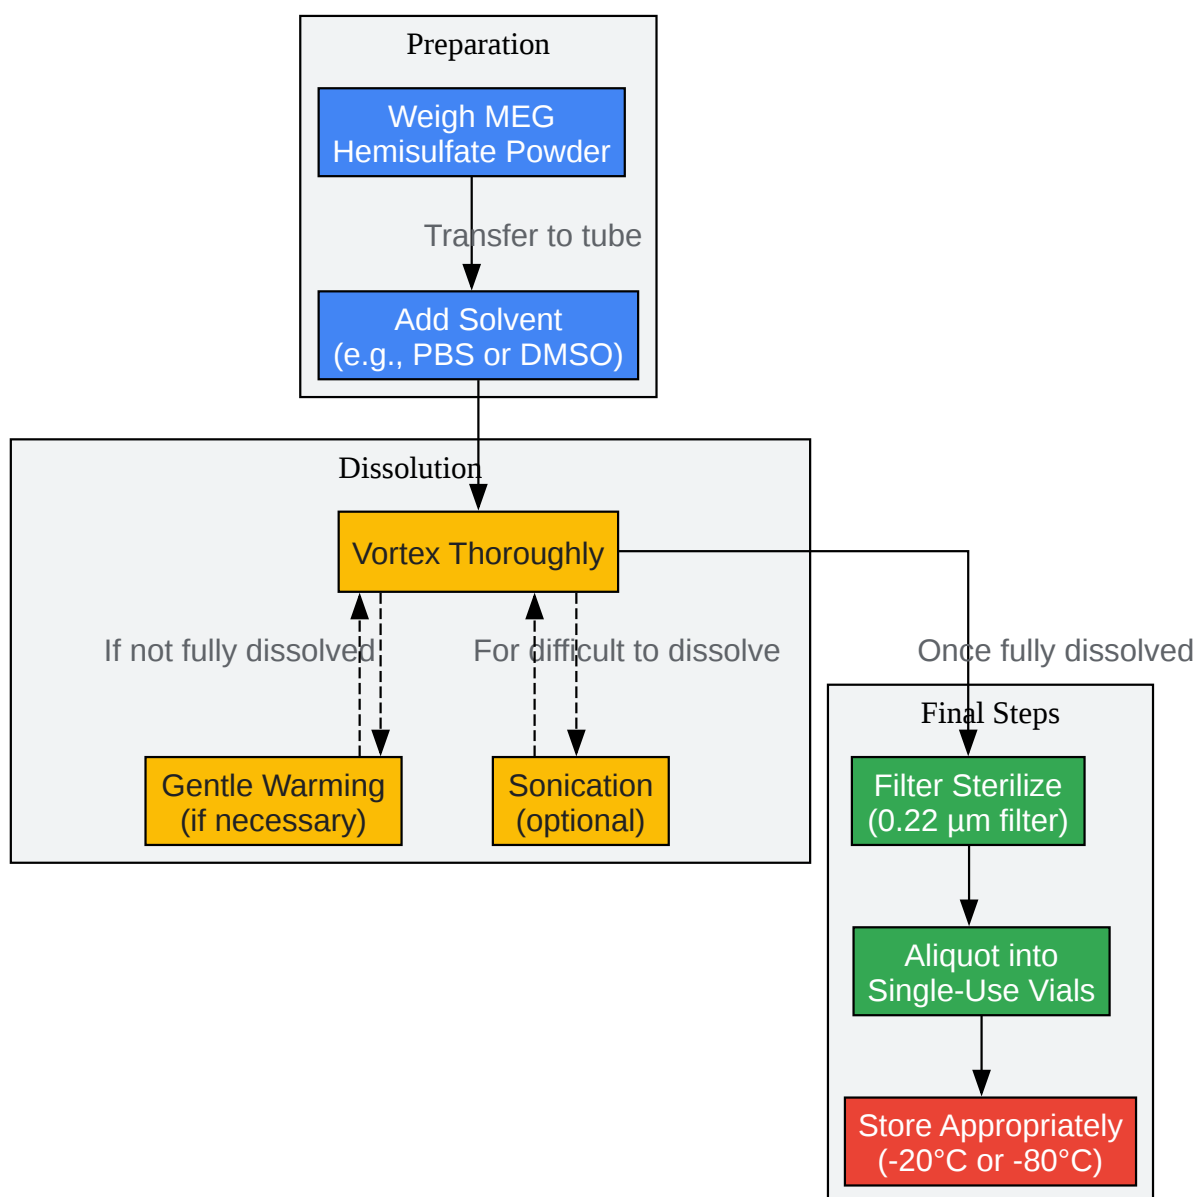 Preparation
Weigh MEG
Hemisulfate Powder
Transfer to tube
Add Solvent
(e.g., PBS or DMSO)
Dissolution
Vortex Thoroughly
If not fully dissolved
For difficult to dissolve
Once fully dissolved
Gentle Warming
(if necessary)
Sonication
(optional)
Final Steps
Filter Sterilize
(0.22 µm filter)
Aliquot into
Single-Use Vials
Store Appropriately
(-20°C or -80°C)